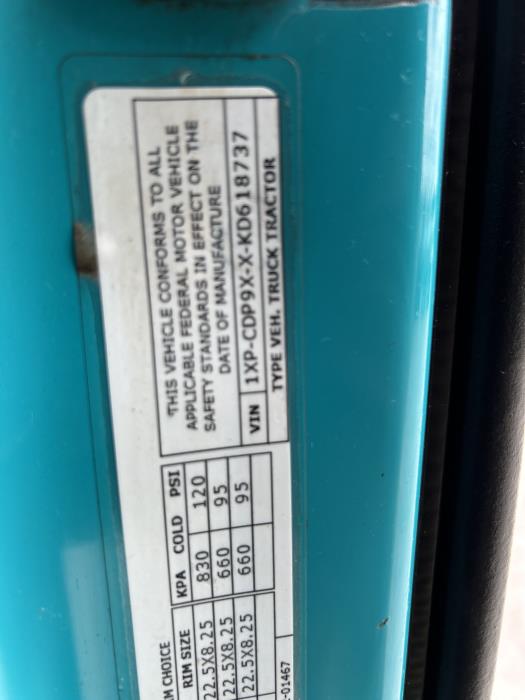 THIS VEHICLE CONFORMS TO ALL
APPLICABLE FEDERAL MOTOR VEHICLE
SAFETY STANDARDS IN EFFECT ON THE
DATE OF MANUFACTURE
VIN 1XP-CDP9X-X-KD618737
TYPE VEH. TRUCK TRACTOR
M CHOICE
RIM SIZE KPA COLD PSI
22.5X8.25 830 120
22.5X8.25 660 95
22.5X8.25 660 95
-01467